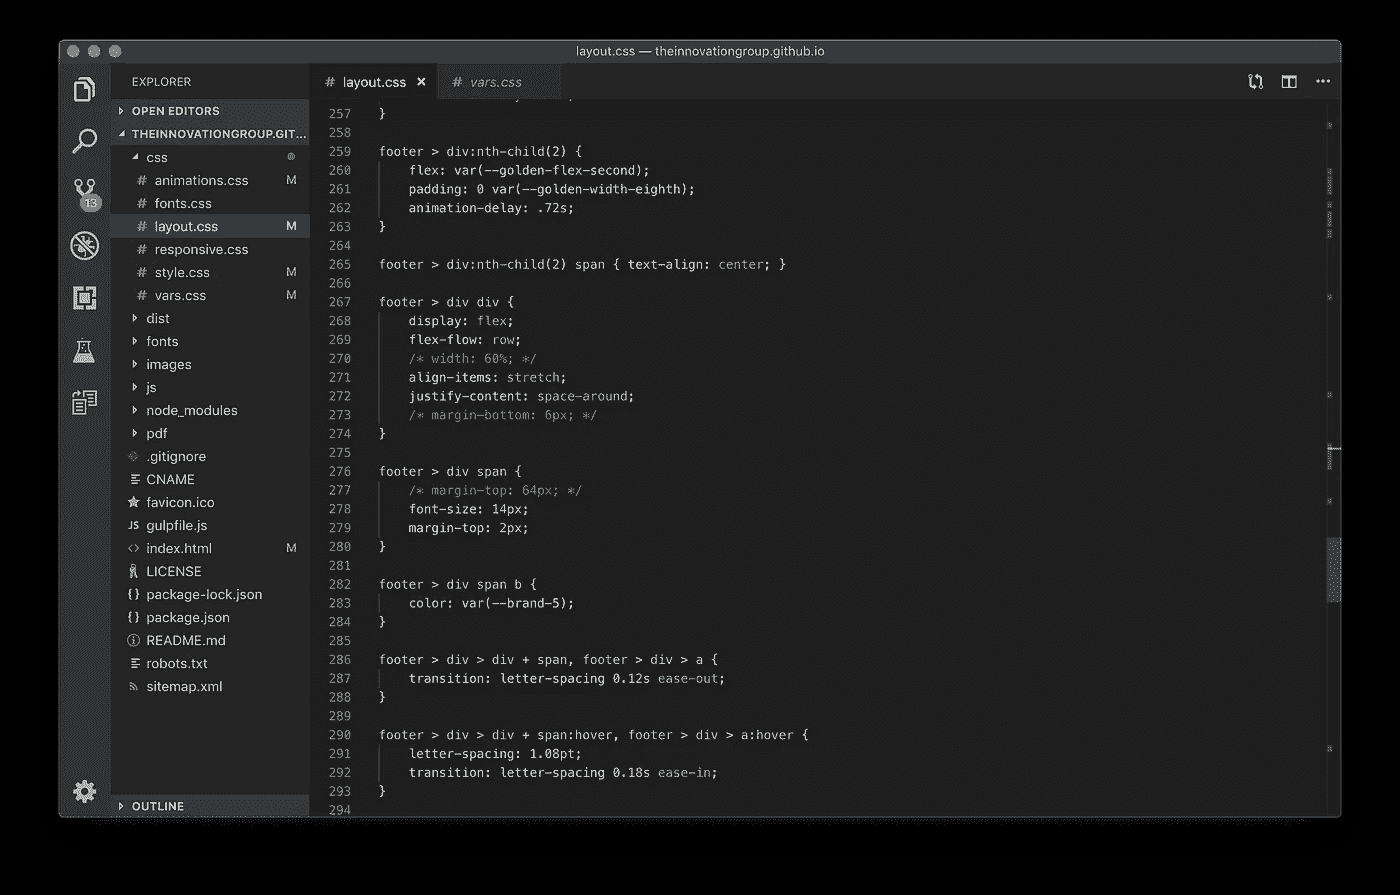 layout.css — theinnovationgroup.github.io
EXPLORER
OPEN EDITORS
THEINNOVATIONGROUP.GIT...
css
# animations.css M
# fonts.css
# layout.css M
# responsive.css
# style.css M
# vars.css M
dist
fonts
images
js
node_modules
pdf
.gitignore
CNAME
favicon.ico
JS gulpfile.js
<> index.html M
LICENSE
{} package-lock.json
{} package.json
README.md
robots.txt
sitemap.xml
OUTLINE
13
# layout.css ×
# vars.css
257 }
258
259 footer > div:nth-child(2) {
260 flex: var(--golden-flex-second);
261 padding: 0 var(--golden-width-eighth);
262 animation-delay: .72s;
263 }
264
265 footer > div:nth-child(2) span { text-align: center; }
266
267 footer > div div {
268 display: flex;
269 flex-flow: row;
270 /* width: 60%; */
271 align-items: stretch;
272 justify-content: space-around;
273 /* margin-bottom: 6px; */
274 }
275
276 footer > div span {
277 /* margin-top: 64px; */
278 font-size: 14px;
279 margin-top: 2px;
280 }
281
282 footer > div span b {
283 color: var(--brand-5);
284 }
285
286 footer > div > div + span, footer > div > a {
287 transition: letter-spacing 0.12s ease-out;
288 }
289
290 footer > div > div + span:hover, footer > div > a:hover {
291 letter-spacing: 1.08pt;
292 transition: letter-spacing 0.18s ease-in;
293 }
294